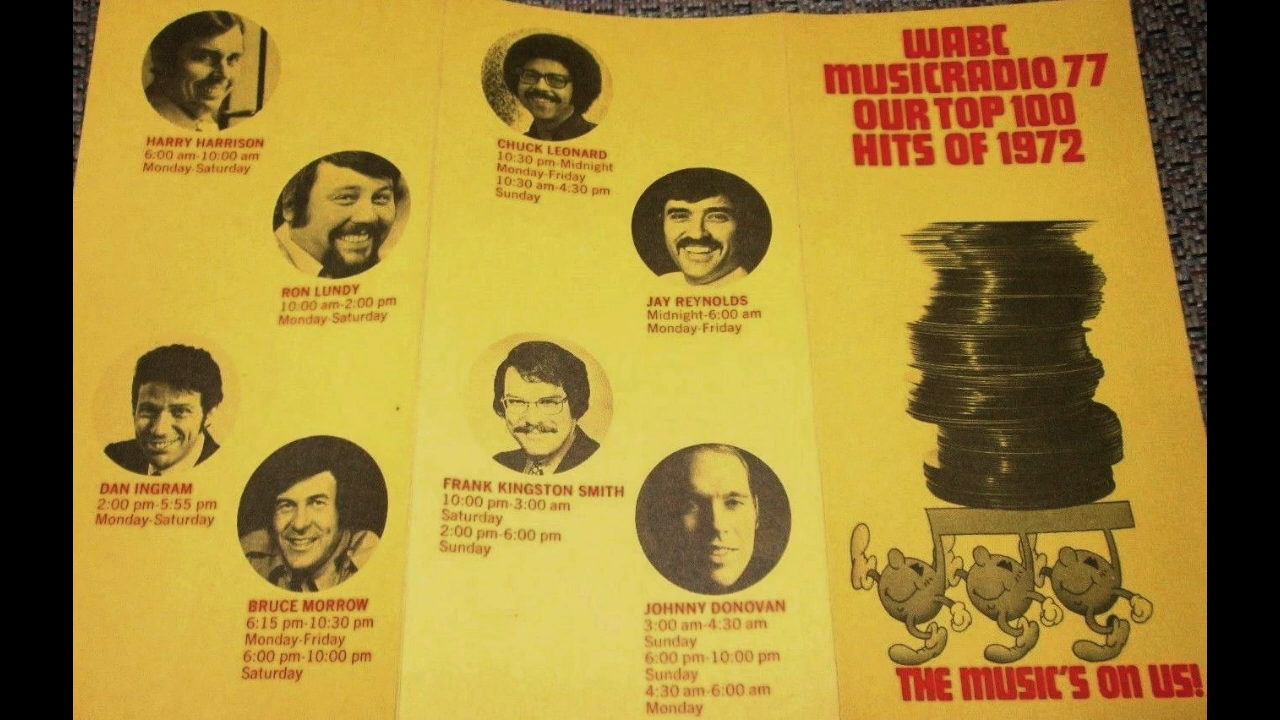 HARRY HARRISON
6:00 am-10:00 am
Monday-Saturday
RON LUNDY
10:00 am-2:00 pm
Monday-Saturday
DAN INGRAM
2:00 pm-5:55 pm
Monday-Saturday
BRUCE MORROW
6:15 pm-10:30 pm
Monday-Friday
6:00 pm-10:00 pm
Saturday
CHUCK LEONARD
10:30 pm-Midnight
Monday-Friday
10:30 am-4:30 pm
Sunday
JAY REYNOLDS
Midnight-6:00 am
Monday-Friday
FRANK KINGSTON SMITH
10:00 pm-3:00 am
Saturday
2:00 pm-6:00 pm
Sunday
JOHNNY DONOVAN
3:00 am-4:30 am
Sunday
6:00 pm-10:00 pm
Sunday
4:30 am-6:00 am
Monday
WABC
MUSICRADIO 77
OUR TOP 100
HITS OF 1972
THE MUSIC'S ON US!